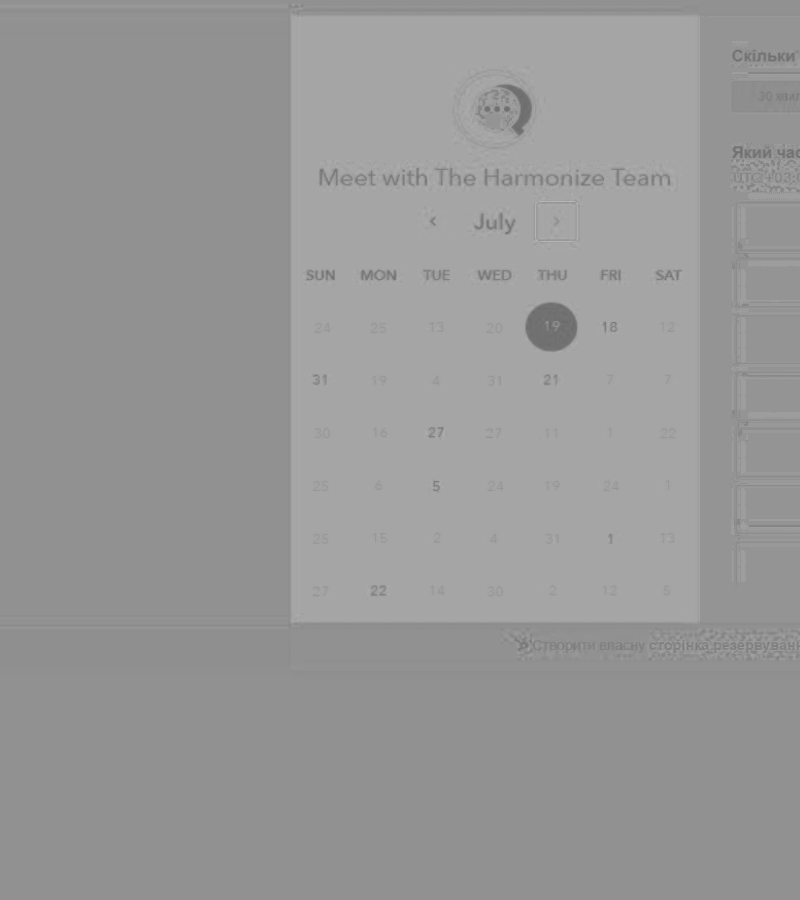 Meet with The Harmonize Team
July
SUN MON TUE WED THU FRI SAT
24 25 13 20 19 18 12
31 19 4 31 21 7 7
30 16 27 27 11 1 22
25 6 5 24 19 24 1
25 15 2 4 31 1 13
27 22 14 30 2 12 5
Скільки
30 хвил
Який час
UTC +03:0
Створити власну сторінка резервуванн